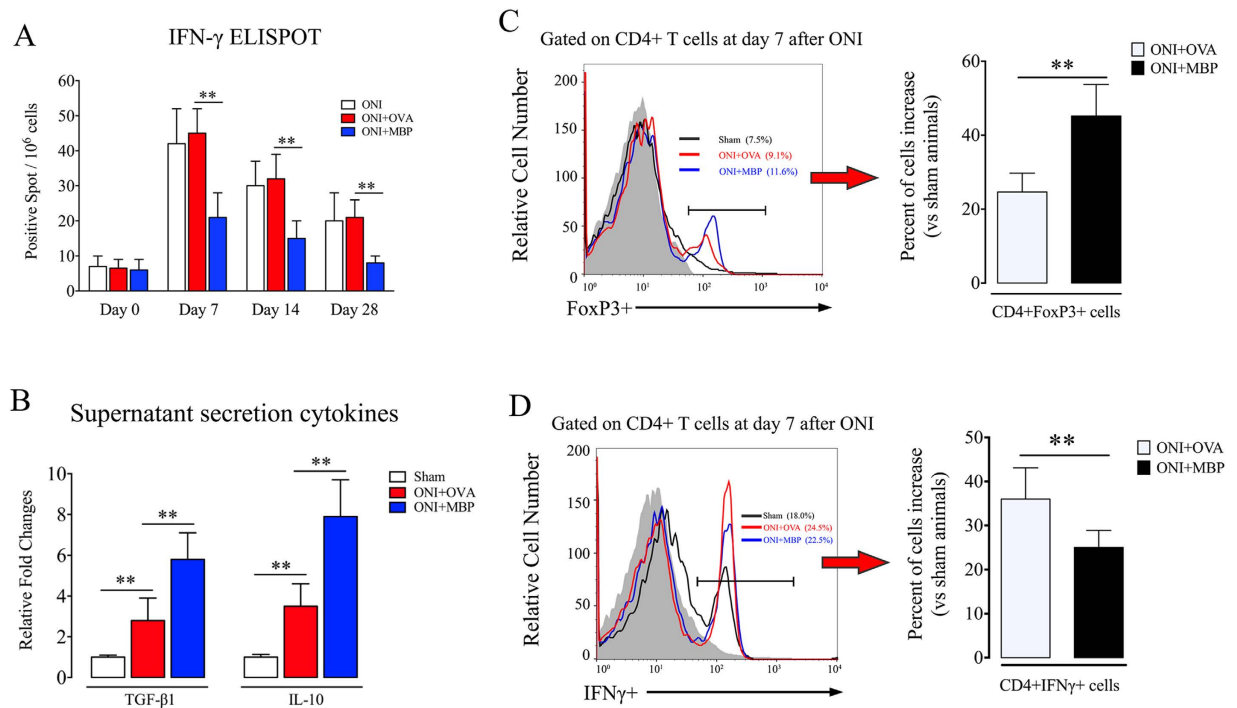 A
IFN-γ ELISPOT
Positive Spot / 10⁶ cells
60
50
40
30
20
10
0
ONI
ONI+OVA
ONI+MBP
**
**
**
Day 0
Day 7
Day 14
Day 28
B
Supernatant secretion cytokines
Relative Fold Changes
10
8
6
4
2
0
Sham
ONI+OVA
ONI+MBP
**
**
**
**
TGF-β1
IL-10
C
Gated on CD4+ T cells at day 7 after ONI
Relative Cell Number
200
150
100
50
0
Sham (7.5%)
ONI+OVA (9.1%)
ONI+MBP (11.6%)
10⁰
10¹
10²
10³
10⁴
FoxP3+
Percent of cells increase
(vs sham animals)
60
40
20
0
**
ONI+OVA
ONI+MBP
CD4+FoxP3+ cells
D
Gated on CD4+ T cells at day 7 after ONI
Relative Cell Number
200
150
100
50
0
Sham (18.0%)
ONI+OVA (24.5%)
ONI+MBP (22.5%)
10⁰
10¹
10²
10³
10⁴
IFNγ+
Percent of cells increase
(vs sham animals)
50
40
30
20
10
0
**
ONI+OVA
ONI+MBP
CD4+IFNγ+ cells